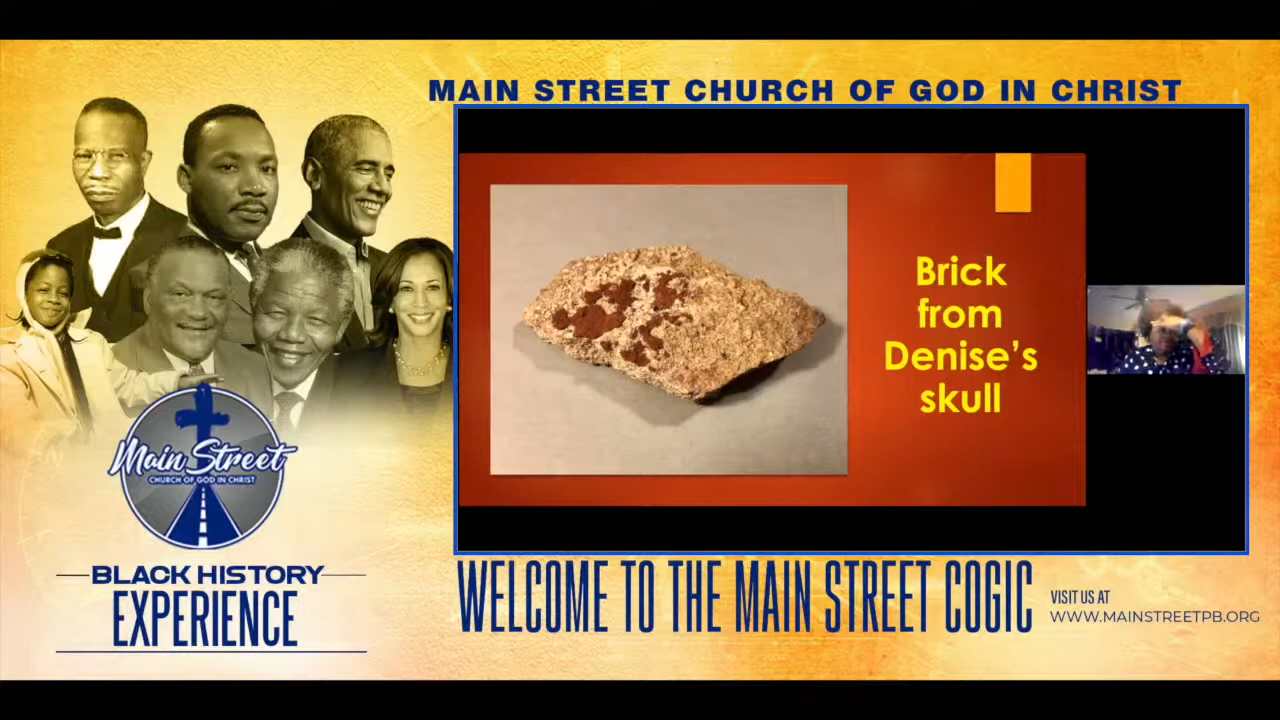 MAIN STREET CHURCH OF GOD IN CHRIST
Brick
from
Denise's
skull
Main Street
CHURCH OF GOD IN CHRIST
BLACK HISTORY
EXPERIENCE
WELCOME TO THE MAIN STREET COGIC
VISIT US AT
WWW.MAINSTREETPB.ORG